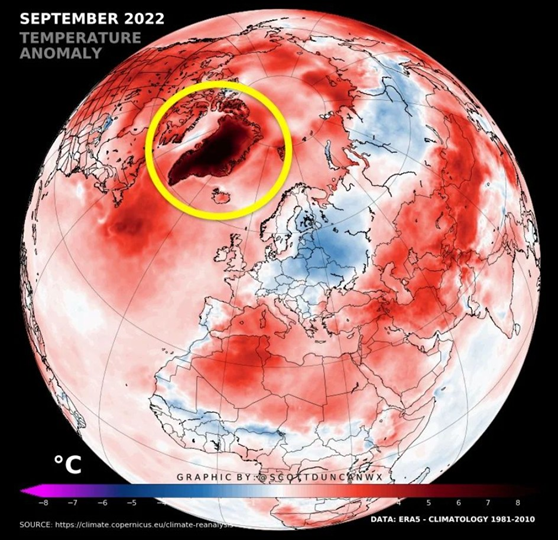 SEPTEMBER 2022
TEMPERATURE
ANOMALY
°C
GRAPHIC BY: @SCOTTDUNCANWX
-8 -7 -6 -5 4 5 6 7 8
SOURCE: https://climate.copernicus.eu/climate-reanalysis
DATA: ERA5 - CLIMATOLOGY 1981-2010